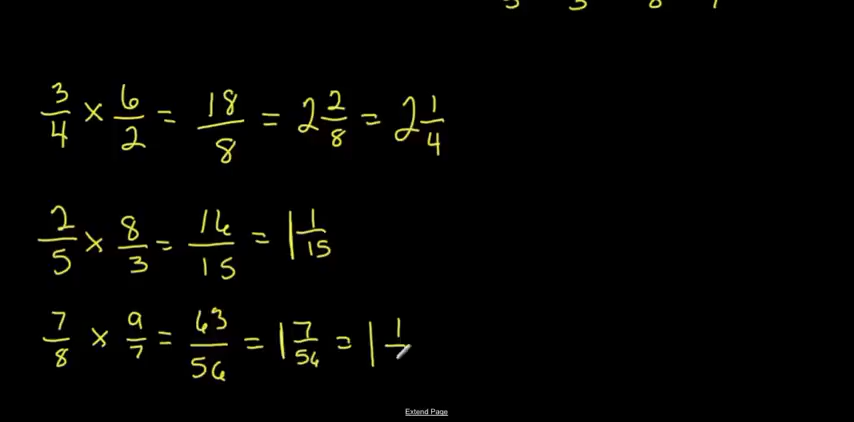 3/4 × 6/2 = 18/8 = 2 2/8 = 2 1/4
2/5 × 8/3 = 16/15 = 1 1/15
7/8 × 9/7 = 63/56 = 1 7/56 = 1 1/
Extend Page